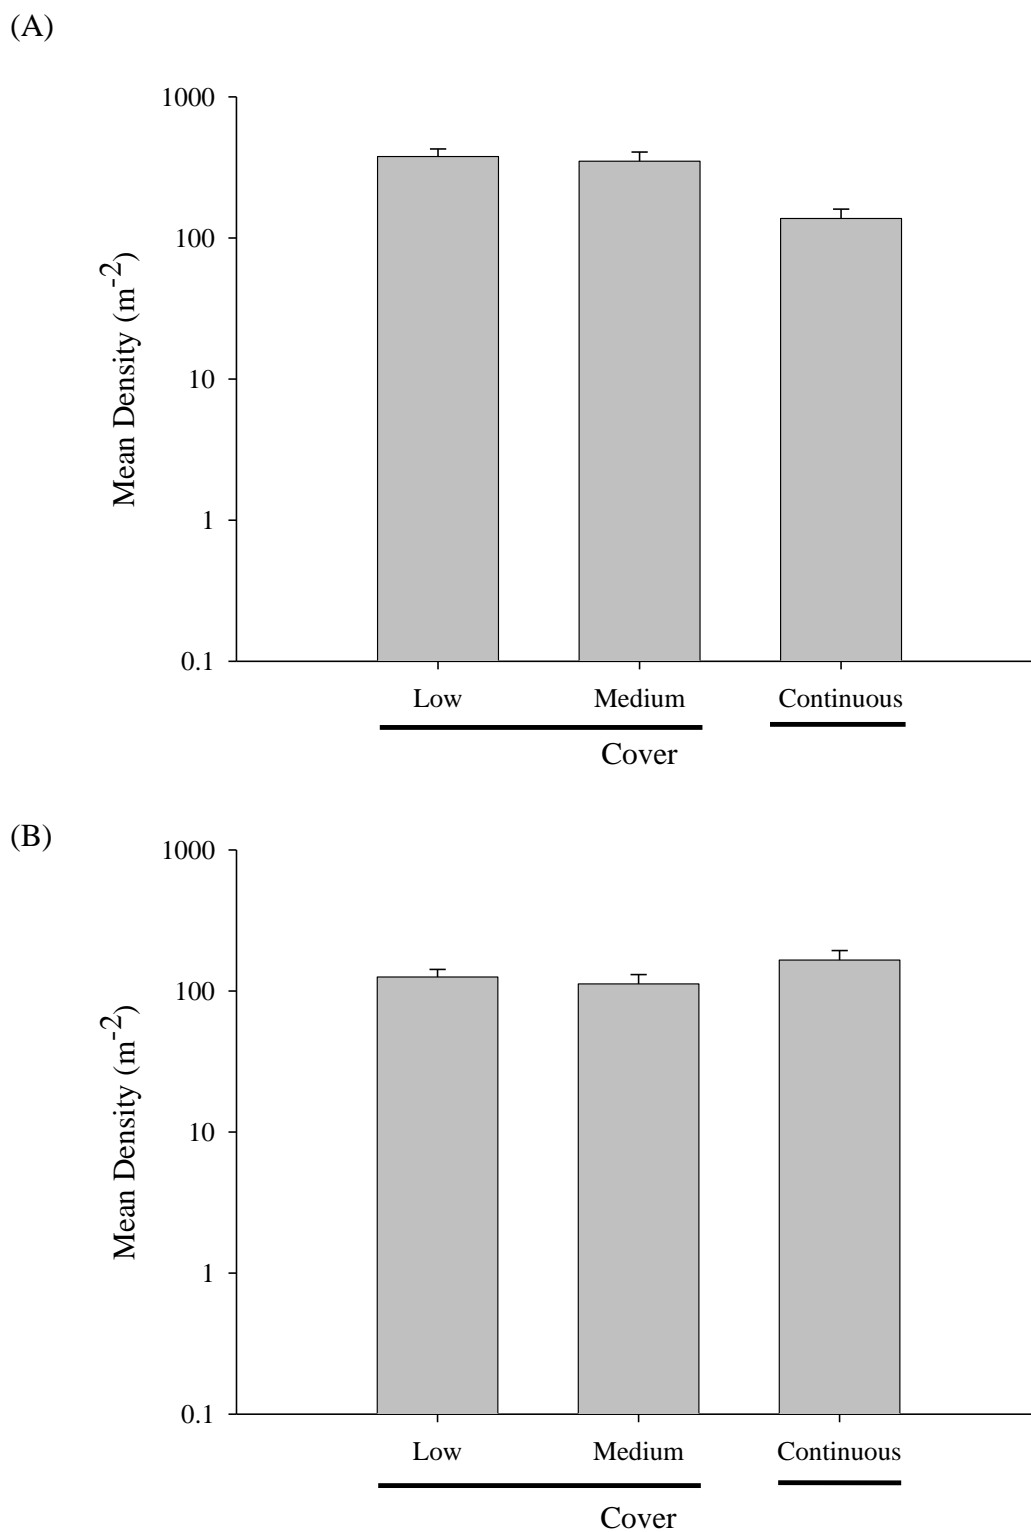 (A)
1000
100
10
1
0.1
Mean Density (m-2)
Low Medium Continuous
Cover
(B)
1000
100
10
1
0.1
Mean Density (m-2)
Low Medium Continuous
Cover